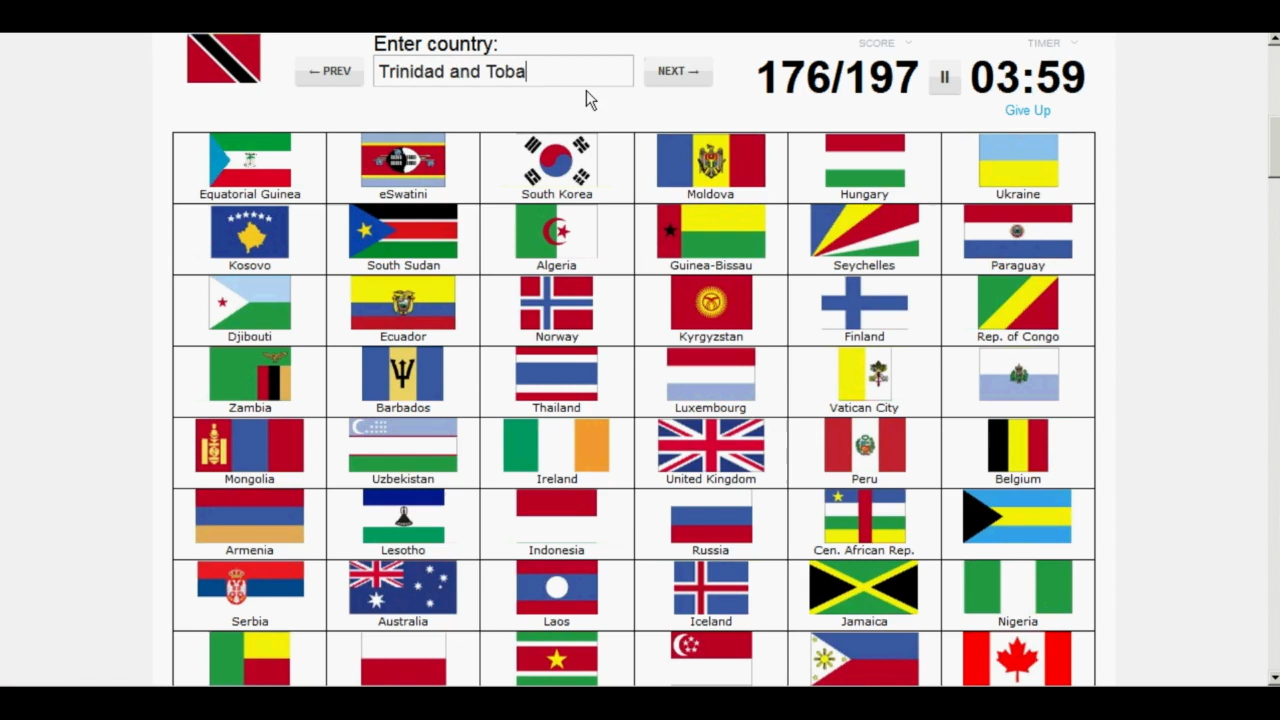 Enter country:
SCORE
TIMER
← PREV
Trinidad and Toba
NEXT →
176/197
03:59
Give Up
Equatorial Guinea
eSwatini
South Korea
Moldova
Hungary
Ukraine
Kosovo
South Sudan
Algeria
Guinea-Bissau
Seychelles
Paraguay
Djibouti
Ecuador
Norway
Kyrgyzstan
Finland
Rep. of Congo
Zambia
Barbados
Thailand
Luxembourg
Vatican City
Mongolia
Uzbekistan
Ireland
United Kingdom
Peru
Belgium
Armenia
Lesotho
Indonesia
Russia
Cen. African Rep.
Serbia
Australia
Laos
Iceland
Jamaica
Nigeria